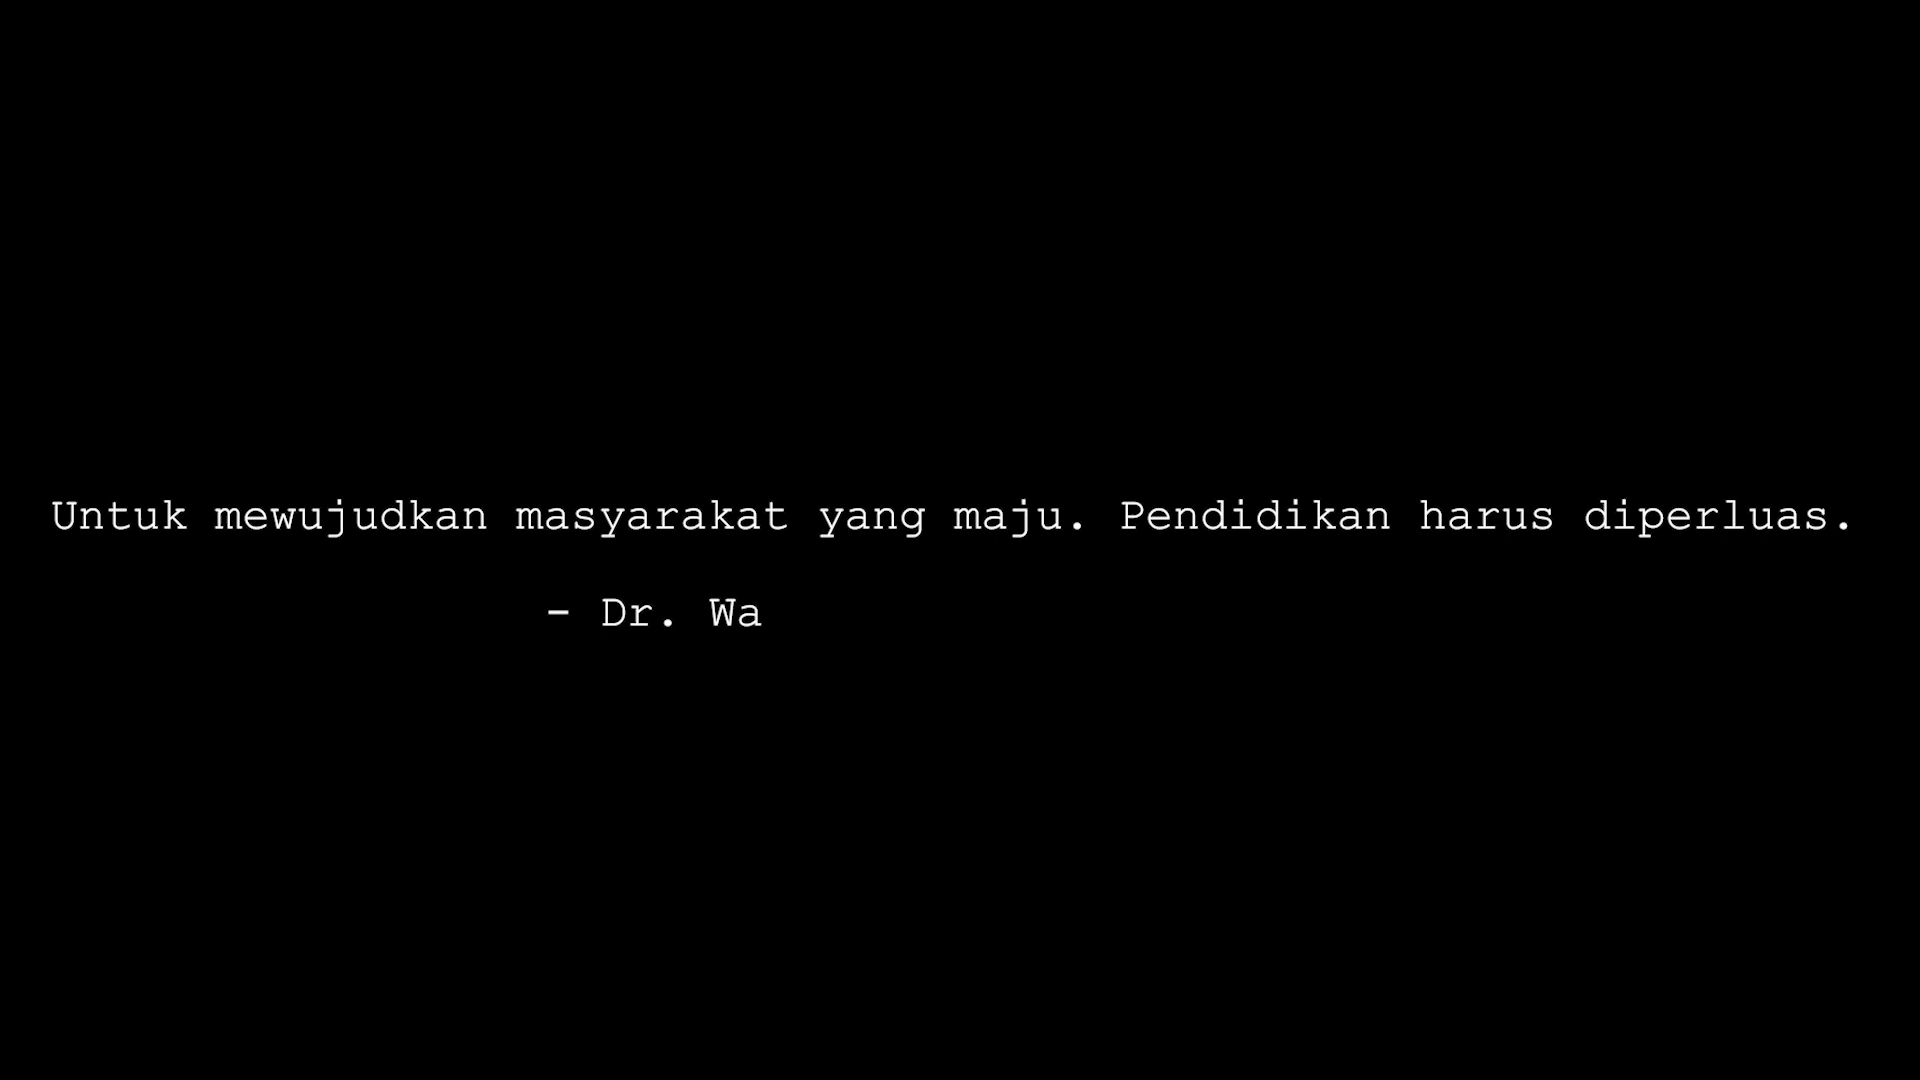 Untuk mewujudkan masyarakat yang maju. Pendidikan harus diperluas.
- Dr. Wa